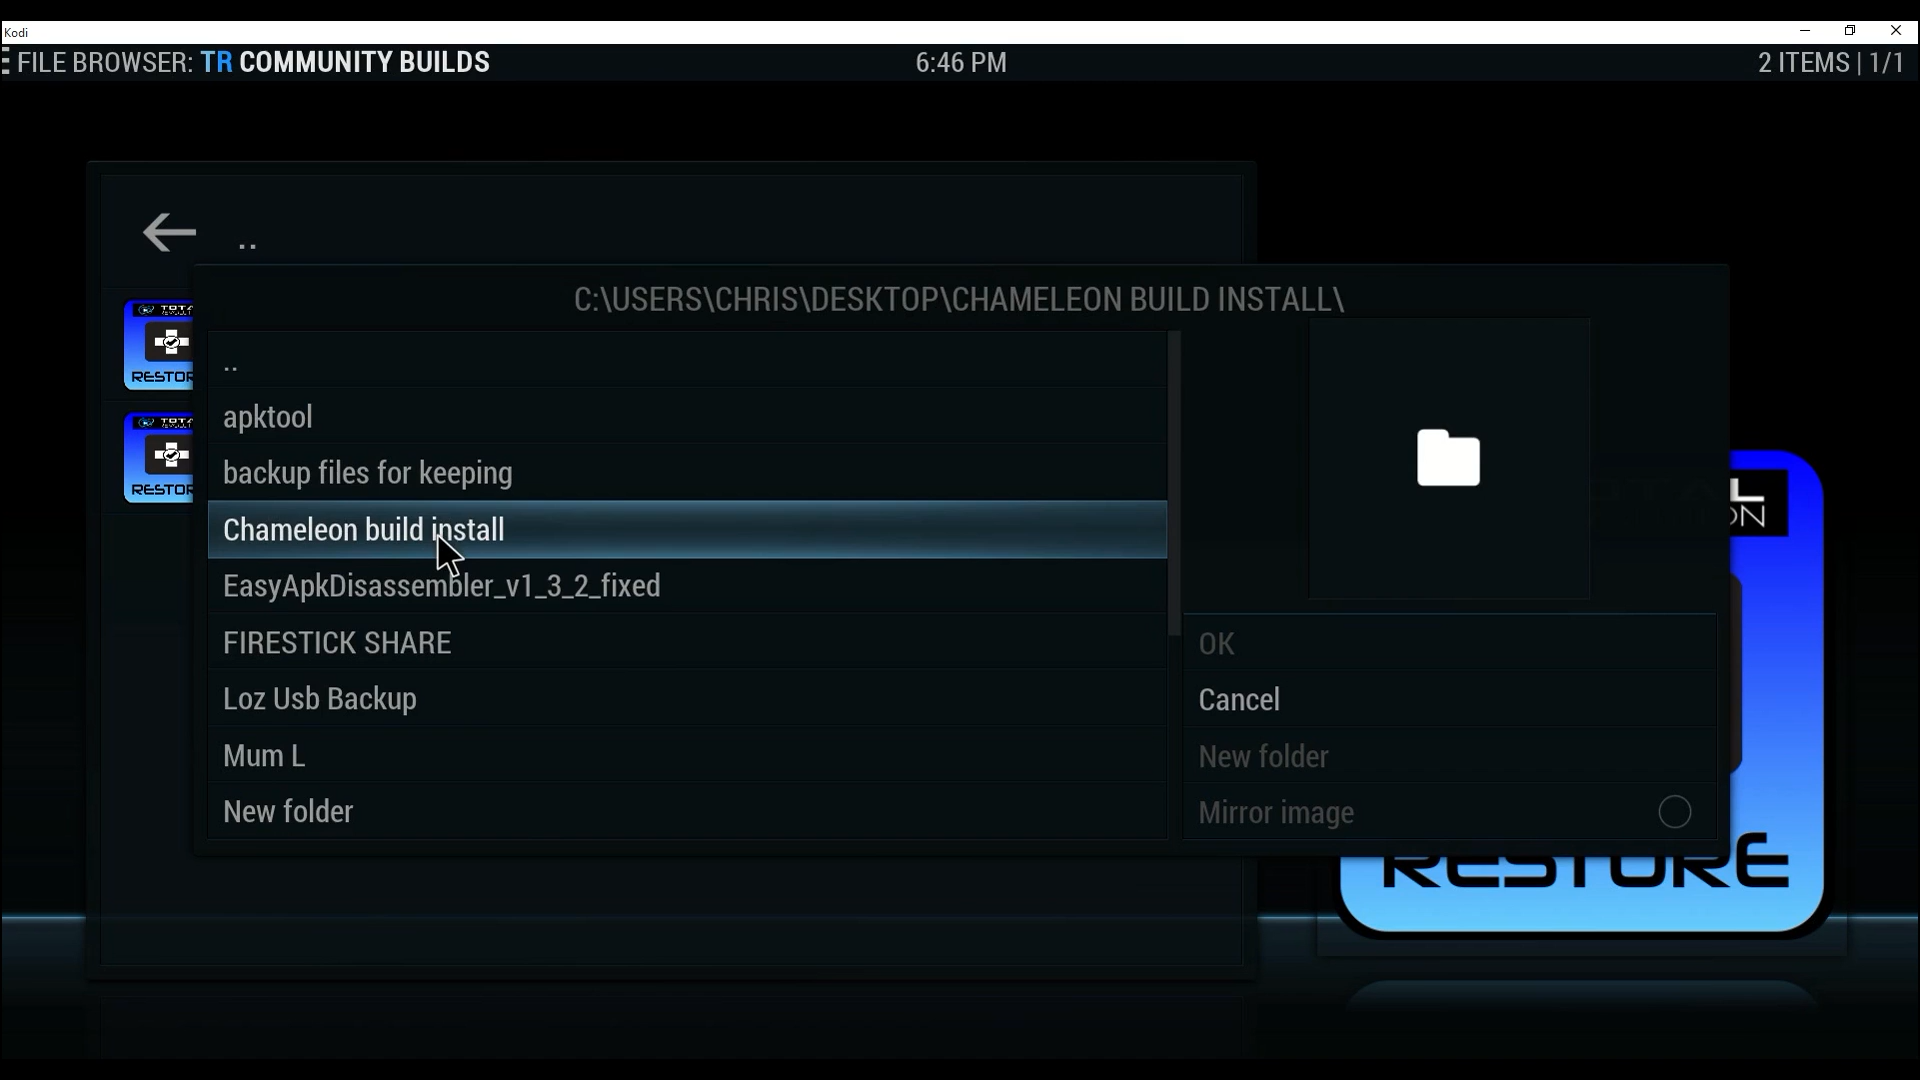 Kodi
FILE BROWSER: TR COMMUNITY BUILDS
6:46 PM
2 ITEMS | 1/1
..
C:\USERS\CHRIS\DESKTOP\CHAMELEON BUILD INSTALL\
..
apktool
backup files for keeping
Chameleon build install
EasyApkDisassembler_v1_3_2_fixed
FIRESTICK SHARE
Loz Usb Backup
Mum L
New folder
OK
Cancel
New folder
Mirror image
RESTOR
RESTOR
RESTORE